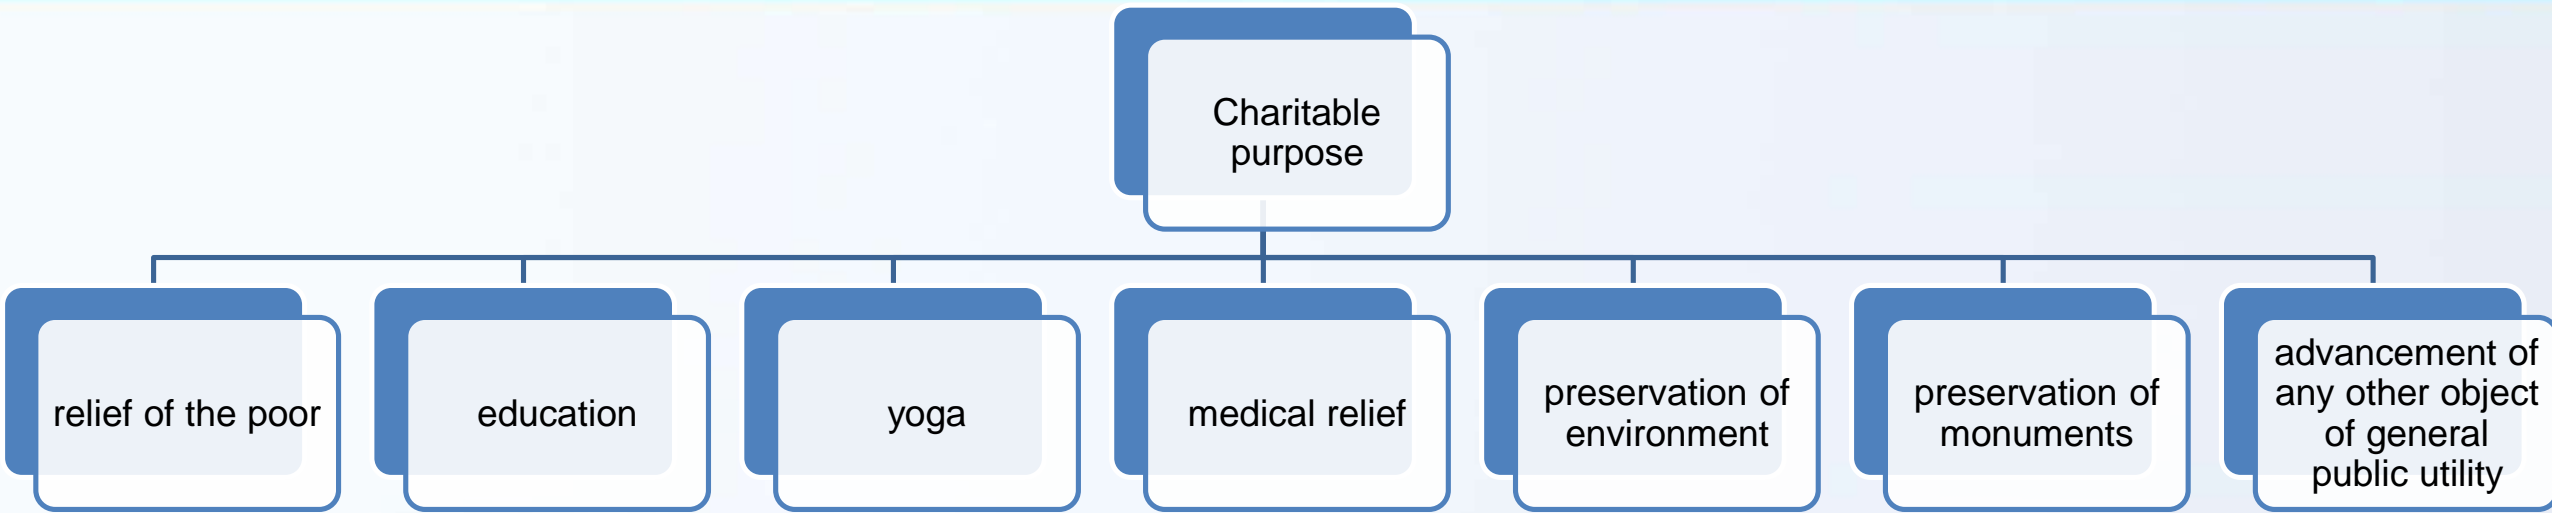 Charitable
purpose
relief of the poor
education
yoga
medical relief
preservation of
environment
preservation of
monuments
advancement of
any other object
of general
public utility